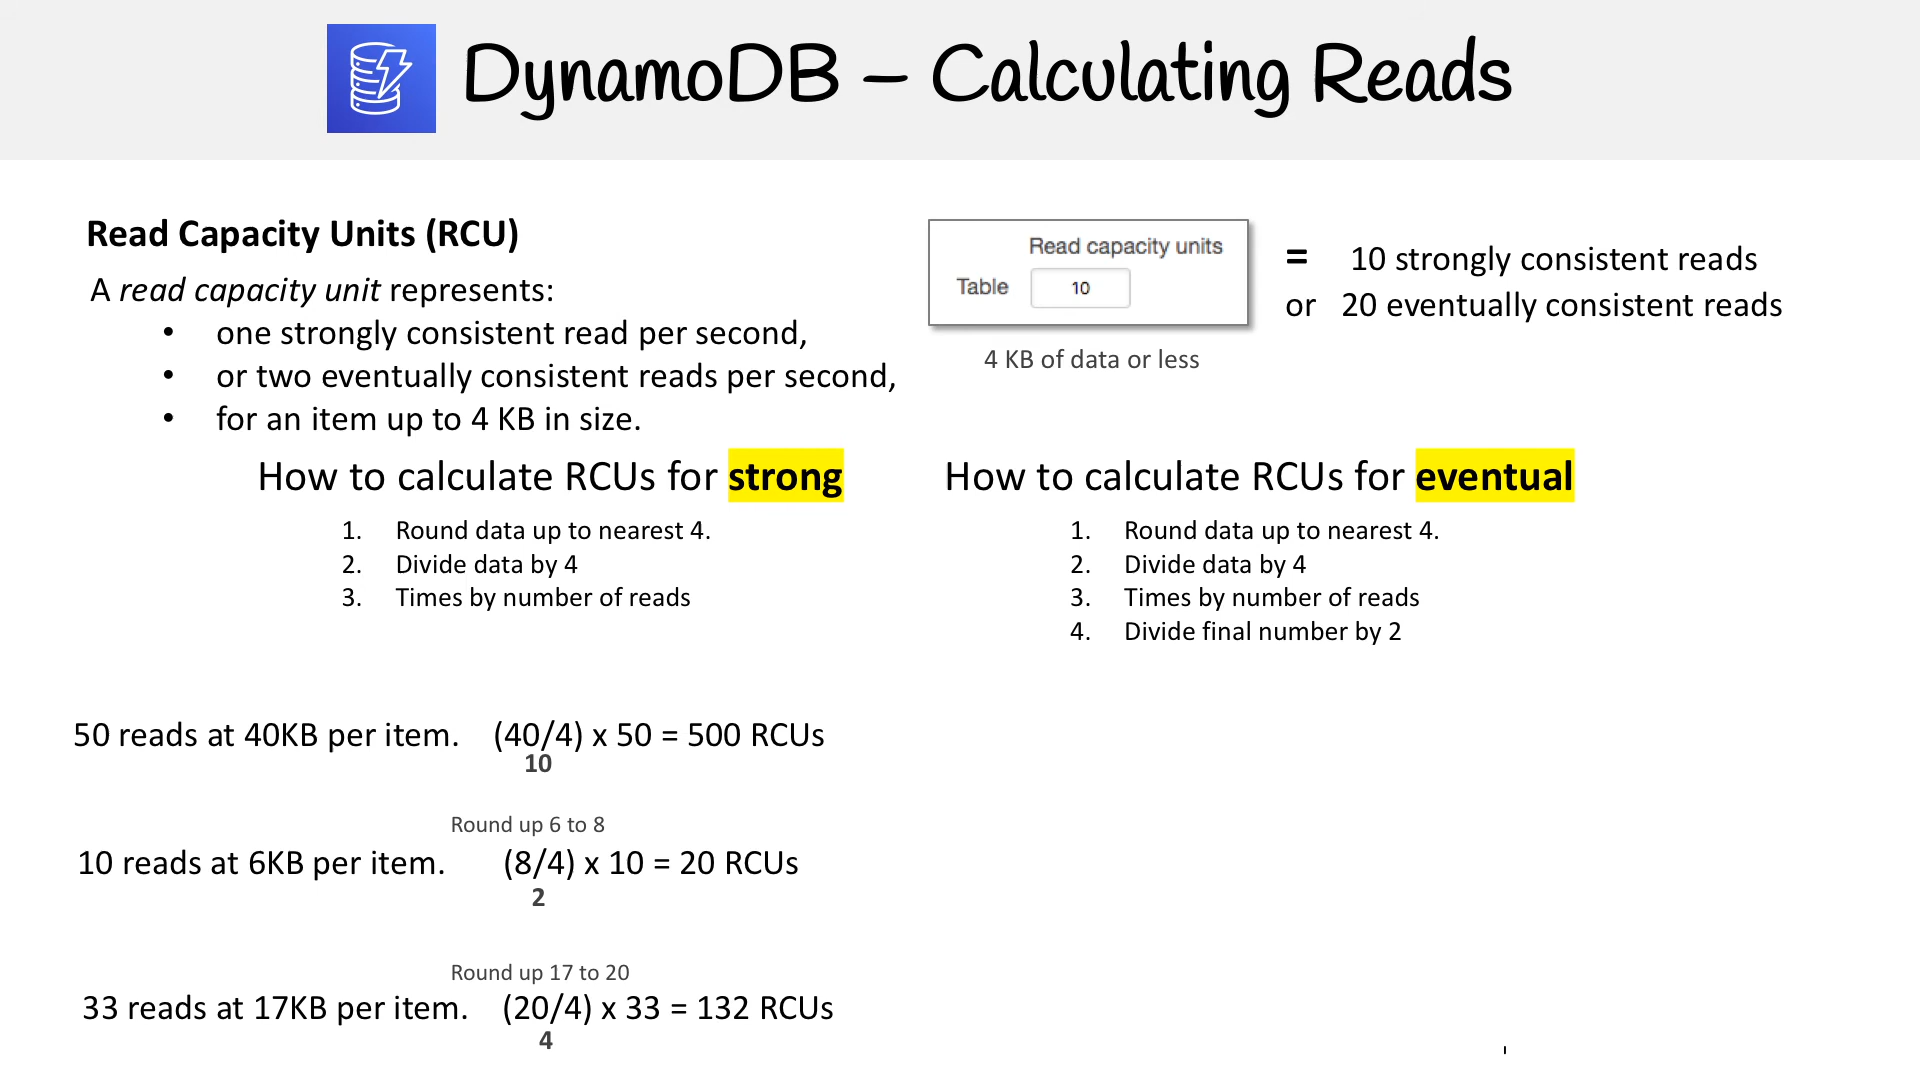 DynamoDB – Calculating Reads
Read Capacity Units (RCU)
A read capacity unit represents:
• one strongly consistent read per second,
• or two eventually consistent reads per second,
• for an item up to 4 KB in size.
Read capacity units
Table 10
4 KB of data or less
= 10 strongly consistent reads
or 20 eventually consistent reads
How to calculate RCUs for strong
1. Round data up to nearest 4.
2. Divide data by 4
3. Times by number of reads
How to calculate RCUs for eventual
1. Round data up to nearest 4.
2. Divide data by 4
3. Times by number of reads
4. Divide final number by 2
50 reads at 40KB per item. (40/4) x 50 = 500 RCUs
10
Round up 6 to 8
10 reads at 6KB per item. (8/4) x 10 = 20 RCUs
2
Round up 17 to 20
33 reads at 17KB per item. (20/4) x 33 = 132 RCUs
4